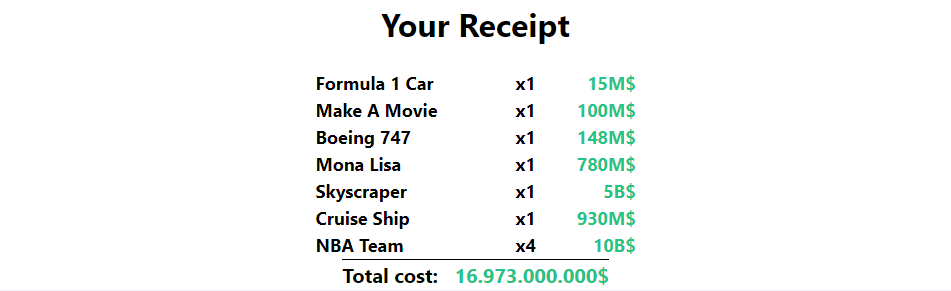 Your Receipt
Formula 1 Car x1 15M$
Make A Movie x1 100M$
Boeing 747 x1 148M$
Mona Lisa x1 780M$
Skyscraper x1 5B$
Cruise Ship x1 930M$
NBA Team x4 10B$
Total cost: 16.973.000.000$